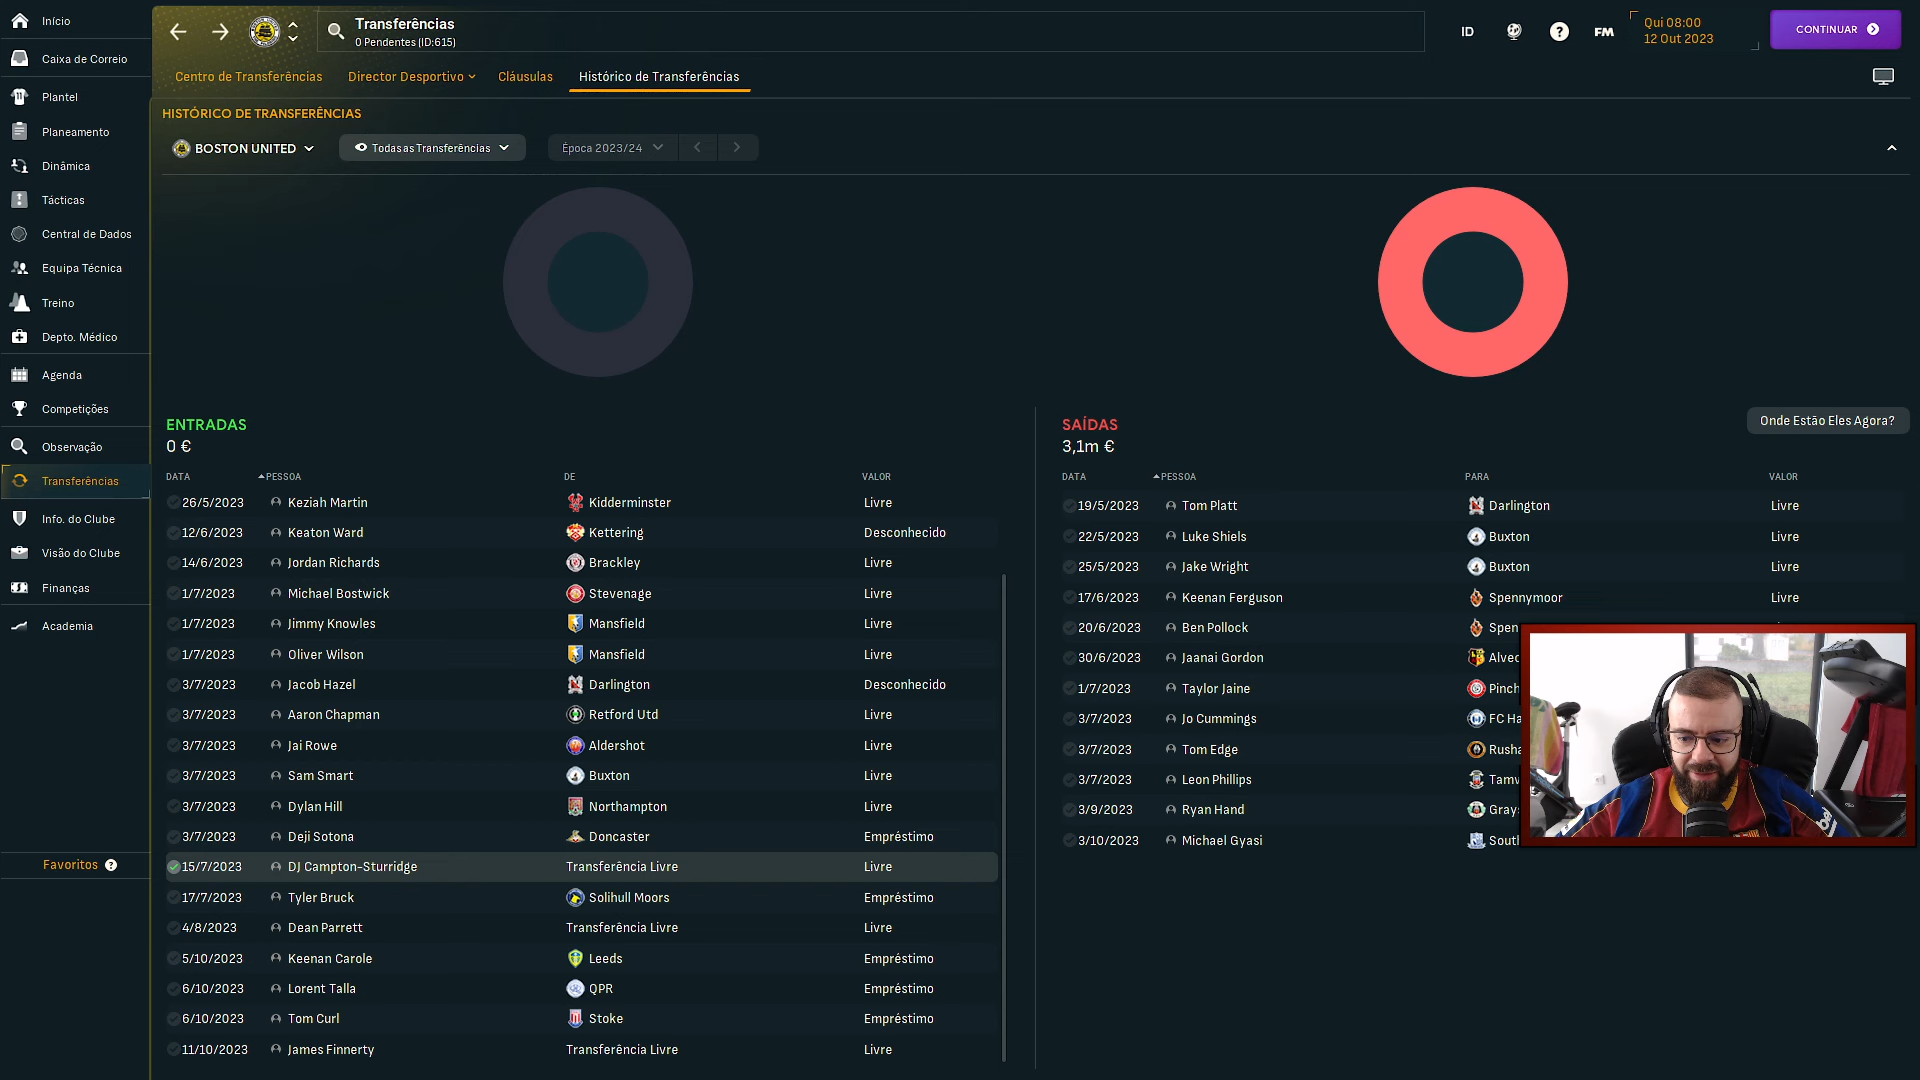 Início
Caixa de Correio
Plantel
Planeamento
Dinâmica
Tácticas
Central de Dados
Equipa Técnica
Treino
Depto. Médico
Agenda
Competições
Observação
Transferências
Info. do Clube
Visão do Clube
Finanças
Academia
Favoritos ?
Transferências
0 Pendentes (ID:615)
ID
?
FM
Qui 08:00
12 Out 2023
CONTINUAR
Centro de Transferências Director Desportivo Cláusulas Histórico de Transferências
HISTÓRICO DE TRANSFERÊNCIAS
BOSTON UNITED Todas as Transferências Época 2023/24
ENTRADAS
0 €
DATA PESSOA DE VALOR
26/5/2023 Keziah Martin Kidderminster Livre
12/6/2023 Keaton Ward Kettering Desconhecido
14/6/2023 Jordan Richards Brackley Livre
1/7/2023 Michael Bostwick Stevenage Livre
1/7/2023 Jimmy Knowles Mansfield Livre
1/7/2023 Oliver Wilson Mansfield Livre
3/7/2023 Jacob Hazel Darlington Desconhecido
3/7/2023 Aaron Chapman Retford Utd Livre
3/7/2023 Jai Rowe Aldershot Livre
3/7/2023 Sam Smart Buxton Livre
3/7/2023 Dylan Hill Northampton Livre
3/7/2023 Deji Sotona Doncaster Empréstimo
15/7/2023 DJ Campton-Sturridge Transferência Livre Livre
17/7/2023 Tyler Bruck Solihull Moors Empréstimo
4/8/2023 Dean Parrett Transferência Livre Livre
5/10/2023 Keenan Carole Leeds Empréstimo
6/10/2023 Lorent Talla QPR Empréstimo
6/10/2023 Tom Curl Stoke Empréstimo
11/10/2023 James Finnerty Transferência Livre Livre
SAÍDAS
3,1m €
Onde Estão Eles Agora?
DATA PESSOA PARA VALOR
19/5/2023 Tom Platt Darlington Livre
22/5/2023 Luke Shiels Buxton Livre
25/5/2023 Jake Wright Buxton Livre
17/6/2023 Keenan Ferguson Spennymoor Livre
20/6/2023 Ben Pollock Spen
30/6/2023 Jaanai Gordon Alvec
1/7/2023 Taylor Jaine Pinch
3/7/2023 Jo Cummings FC Ha
3/7/2023 Tom Edge Rusha
3/7/2023 Leon Phillips Tamw
3/9/2023 Ryan Hand Grays
3/10/2023 Michael Gyasi South